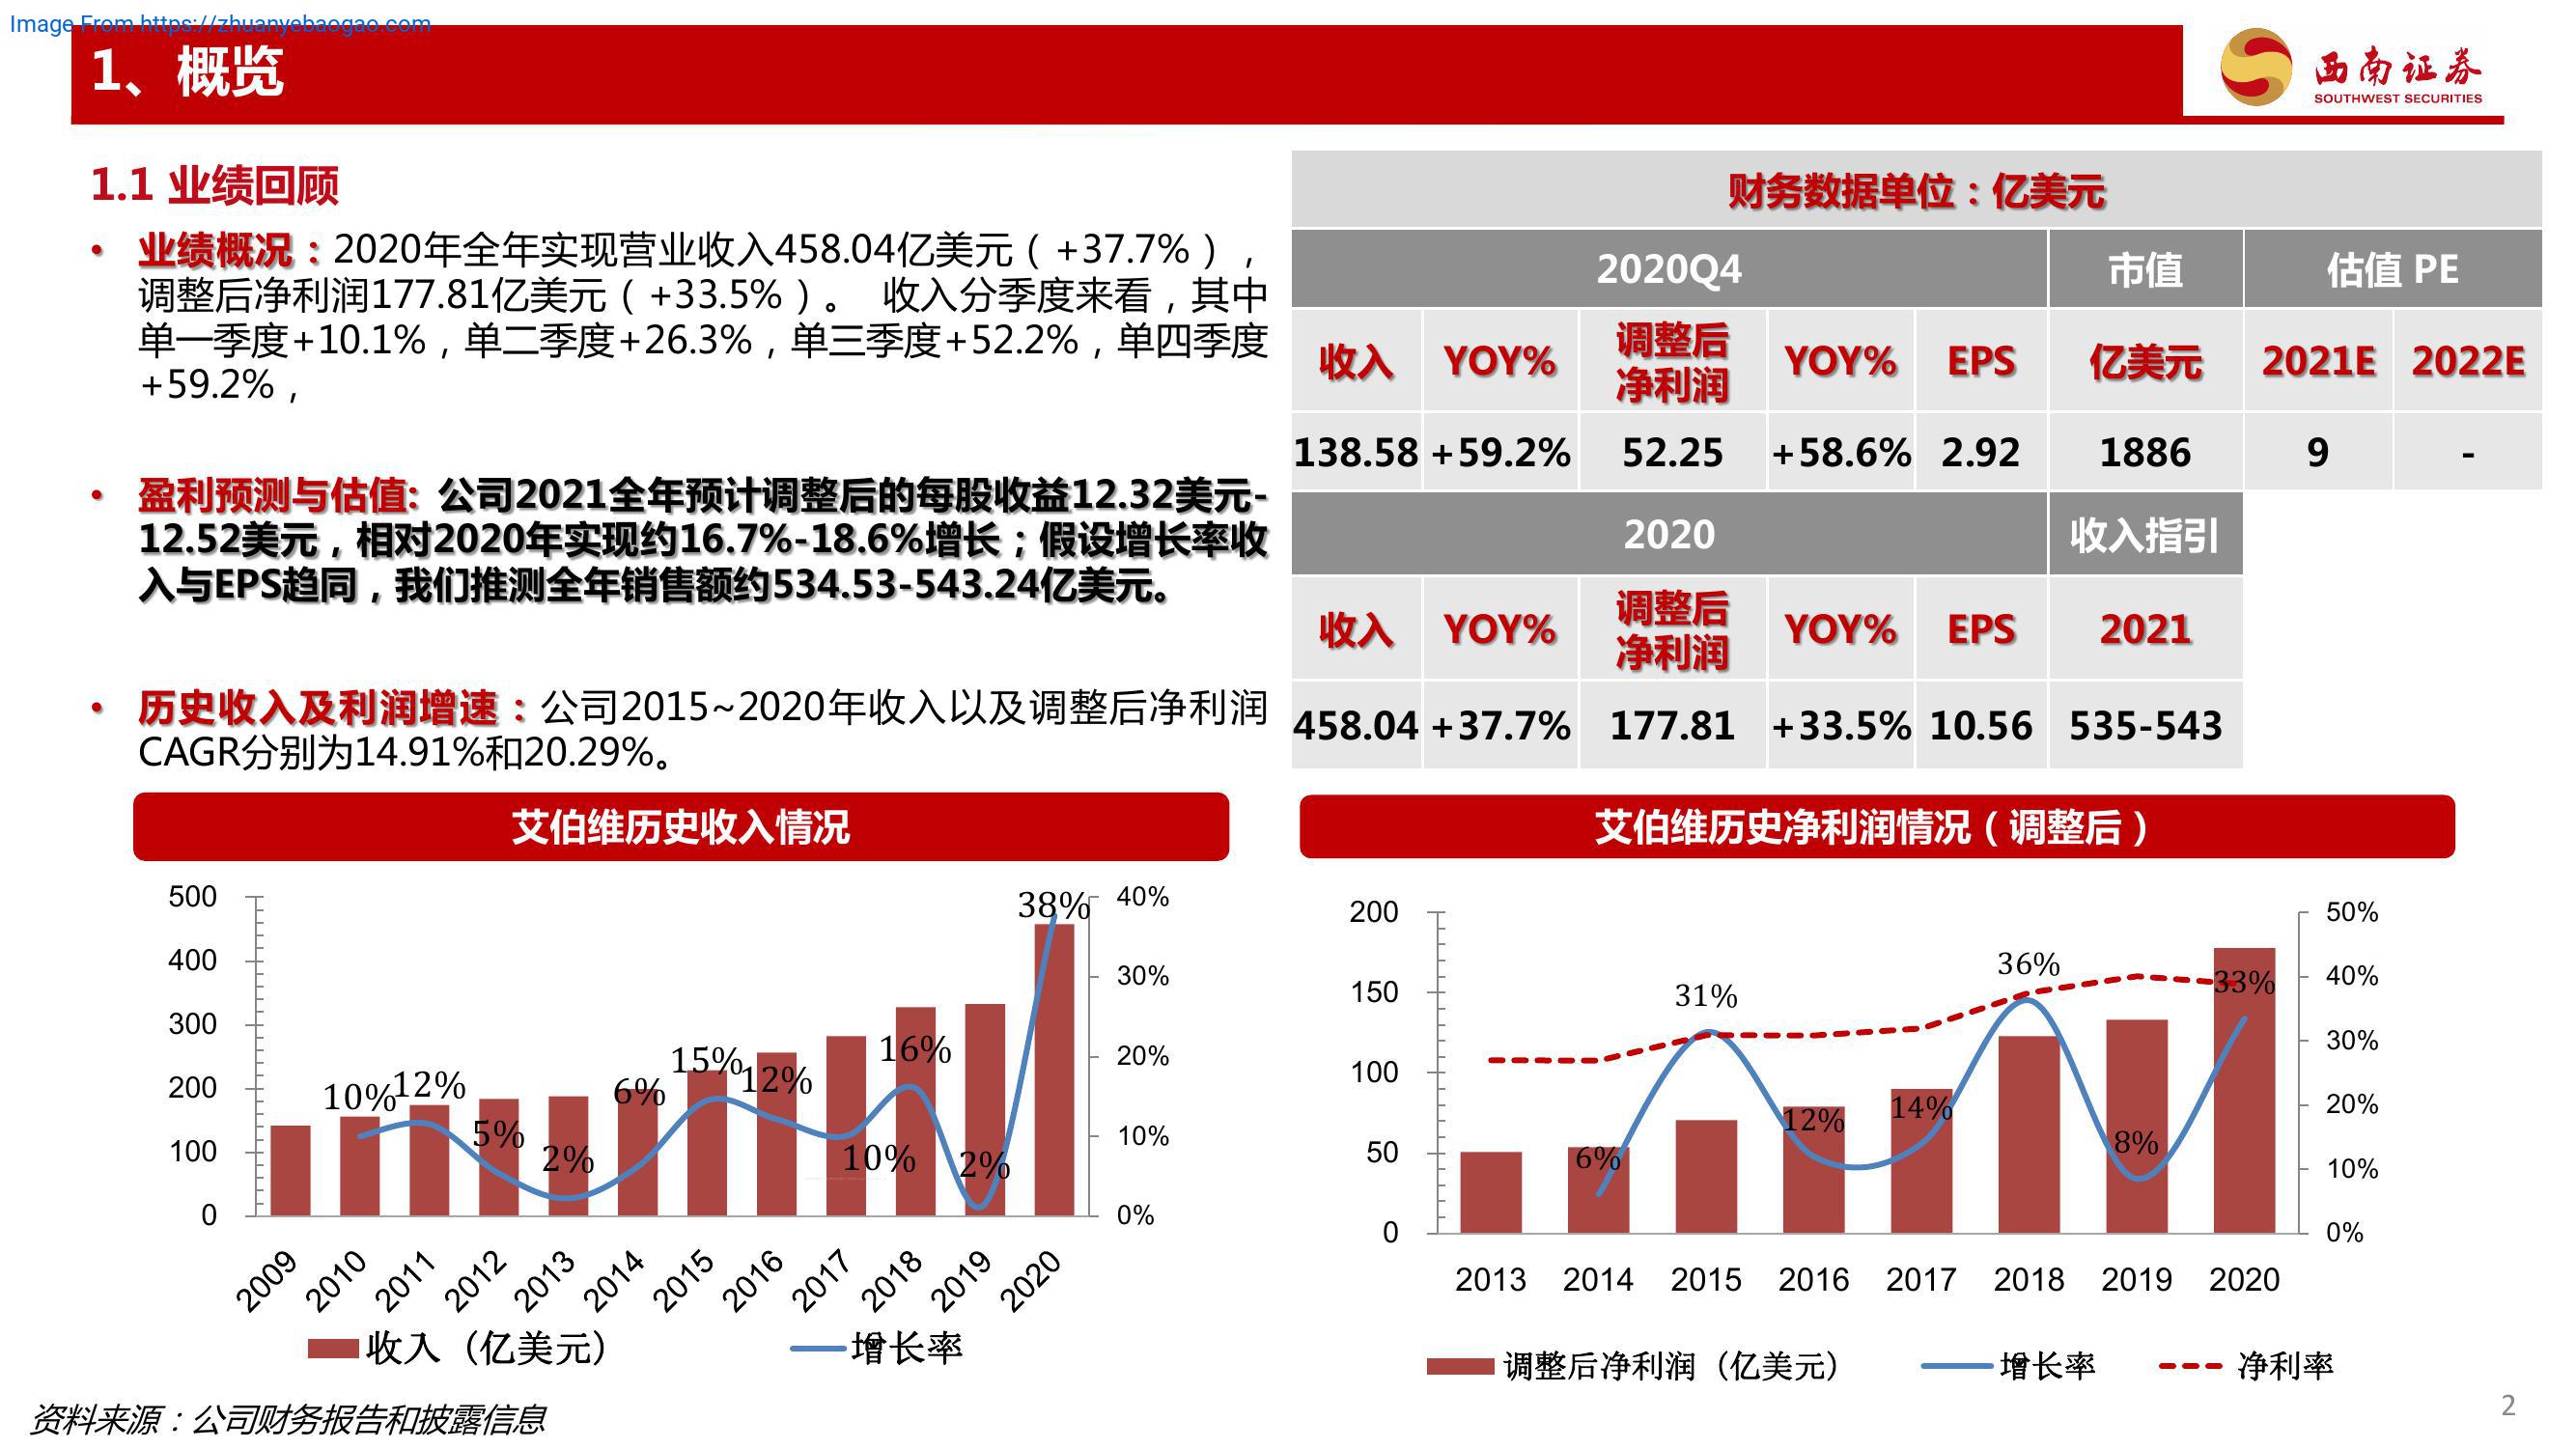 Image From https://zhuanyebaogao.com
1、概览
西南证券
SOUTHWEST SECURITIES
1.1 业绩回顾
• 业绩概况：2020年全年实现营业收入458.04亿美元（+37.7%），
调整后净利润177.81亿美元（+33.5%）。 收入分季度来看，其中
单一季度+10.1%，单二季度+26.3%，单三季度+52.2%，单四季度
+59.2%，
• 盈利预测与估值: 公司2021全年预计调整后的每股收益12.32美元-
12.52美元，相对2020年实现约16.7%-18.6%增长；假设增长率收
入与EPS趋同，我们推测全年销售额约534.53-543.24亿美元。
• 历史收入及利润增速：公司2015~2020年收入以及调整后净利润
CAGR分别为14.91%和20.29%。
财务数据单位：亿美元
2020Q4 市值 估值 PE
收入 YOY% 调整后净利润 YOY% EPS 亿美元 2021E 2022E
138.58 +59.2% 52.25 +58.6% 2.92 1886 9 -
2020 收入指引
收入 YOY% 调整后净利润 YOY% EPS 2021
458.04 +37.7% 177.81 +33.5% 10.56 535-543
艾伯维历史收入情况
500
400
300
200
100
0
40%
30%
20%
10%
0%
10% 12% 5% 2% 6% 15% 12% 10% 16% 2% 38%
2009 2010 2011 2012 2013 2014 2015 2016 2017 2018 2019 2020
收入（亿美元） 增长率
艾伯维历史净利润情况（调整后）
200
150
100
50
0
50%
40%
30%
20%
10%
0%
6% 31% 12% 14% 36% 8% 33%
2013 2014 2015 2016 2017 2018 2019 2020
调整后净利润（亿美元） 增长率 净利率
资料来源：公司财务报告和披露信息
2